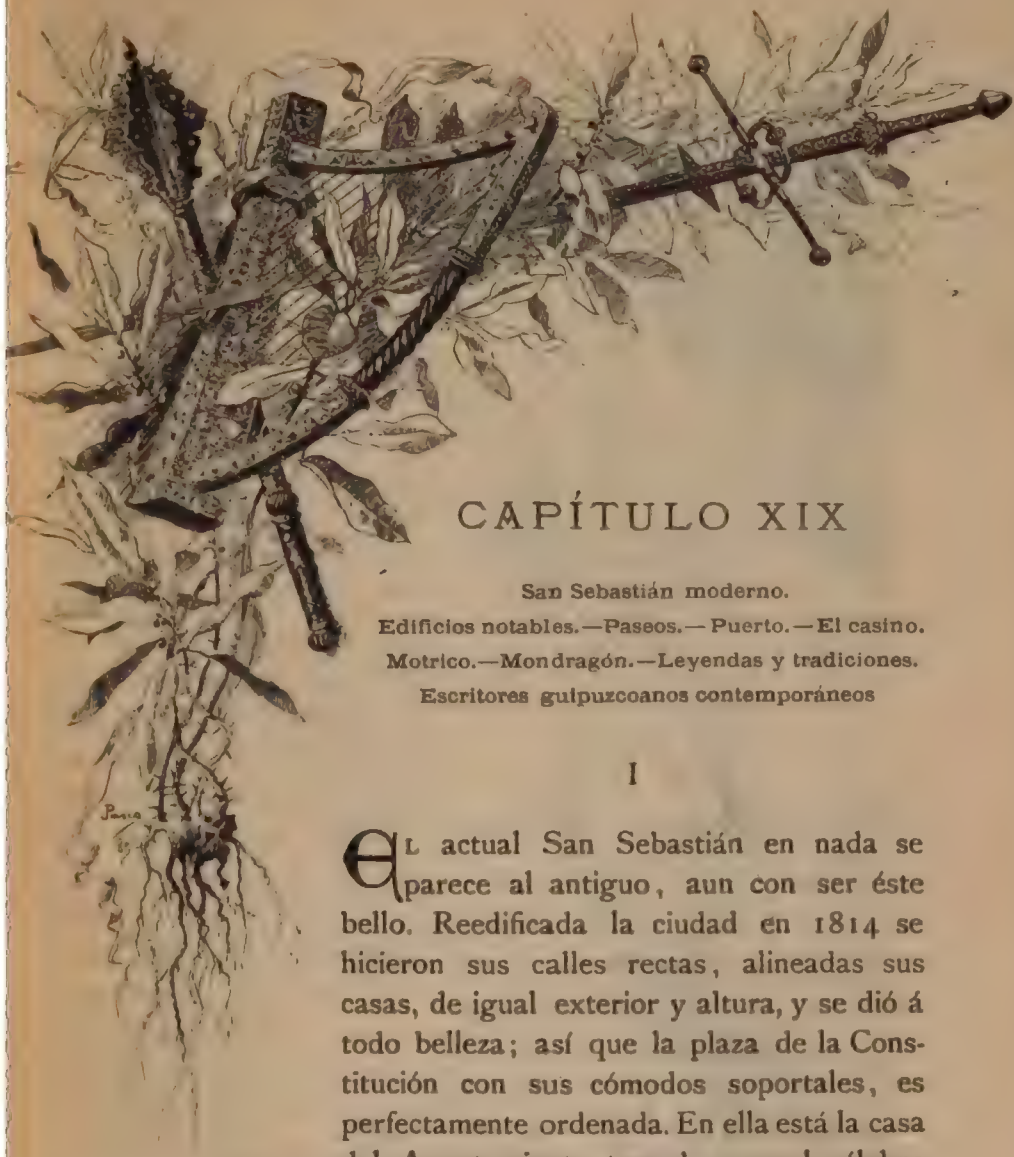 CAPÍTULO XIX
San Sebastián moderno.
Edificios notables.—Paseos.—Puerto.—El casino.
Motrico.—Mondragón.—Leyendas y tradiciones.
Escritores guipuzcoanos contemporáneos
I
EL actual San Sebastián en nada se
parece al antiguo, aun con ser éste
bello. Reedificada la ciudad en 1814 se
hicieron sus calles rectas, alineadas sus
casas, de igual exterior y altura, y se dió á
todo belleza; así que la plaza de la Cons-
titución con sus cómodos soportales, es
perfectamente ordenada. En ella está la casa